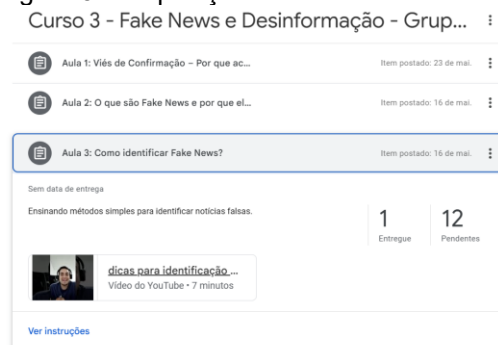 Curso 3 - Fake News e Desinformação - Grup...
Aula 1: Viés de Confirmação – Por que ac...
Item postado: 23 de mai.
Aula 2: O que são Fake News e por que el...
Item postado: 16 de mai.
Aula 3: Como identificar Fake News?
Item postado: 16 de mai.
Sem data de entrega
Ensinando métodos simples para identificar notícias falsas.
1
Entregue
12
Pendentes
dicas para identificação ...
Vídeo do YouTube • 7 minutos
Ver instruções